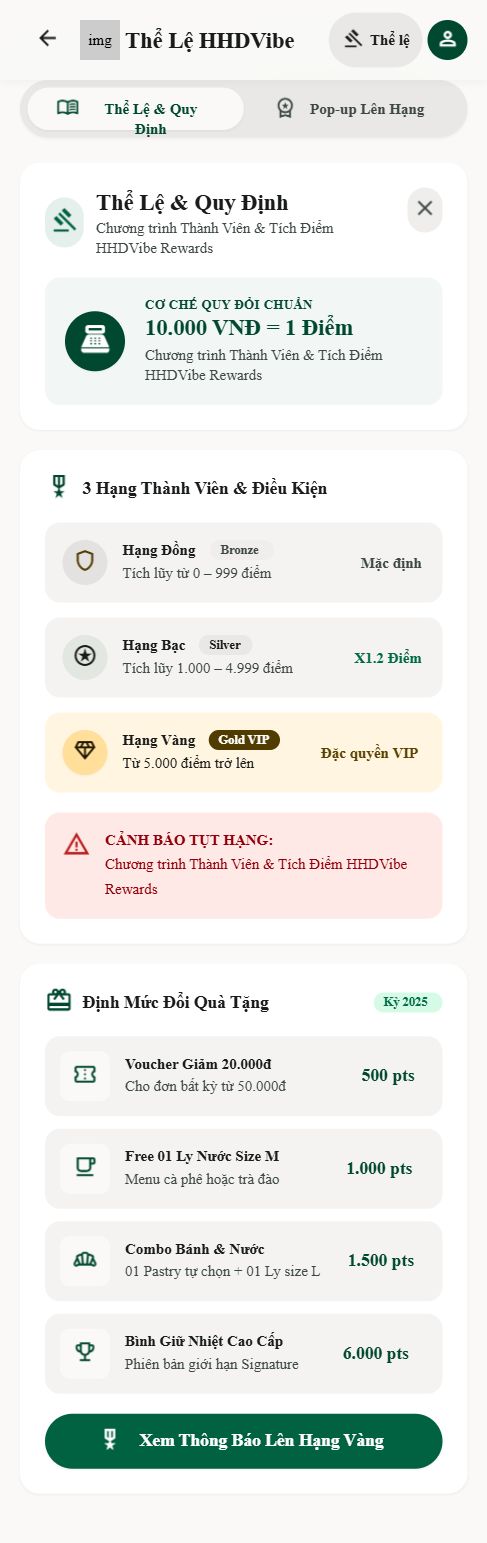 img Thể Lệ HHDVibe Thể lệ
Thể Lệ & Quy
Định
Pop-up Lên Hạng
Thể Lệ & Quy Định
Chương trình Thành Viên & Tích Điểm
HHDVibe Rewards
CƠ CHẾ QUY ĐỔI CHUẨN
10.000 VNĐ = 1 Điểm
Chương trình Thành Viên & Tích Điểm
HHDVibe Rewards
3 Hạng Thành Viên & Điều Kiện
Hạng Đồng Bronze
Tích lũy từ 0 – 999 điểm
Mặc định
Hạng Bạc Silver
Tích lũy 1.000 – 4.999 điểm
X1.2 Điểm
Hạng Vàng Gold VIP
Từ 5.000 điểm trở lên
Đặc quyền VIP
CẢNH BÁO TỤT HẠNG:
Chương trình Thành Viên & Tích Điểm HHDVibe
Rewards
Định Mức Đổi Quà Tặng Kỳ 2025
Voucher Giảm 20.000đ
Cho đơn bất kỳ từ 50.000đ
500 pts
Free 01 Ly Nước Size M
Menu cà phê hoặc trà đào
1.000 pts
Combo Bánh & Nước
01 Pastry tự chọn + 01 Ly size L
1.500 pts
Bình Giữ Nhiệt Cao Cấp
Phiên bản giới hạn Signature
6.000 pts
Xem Thông Báo Lên Hạng Vàng